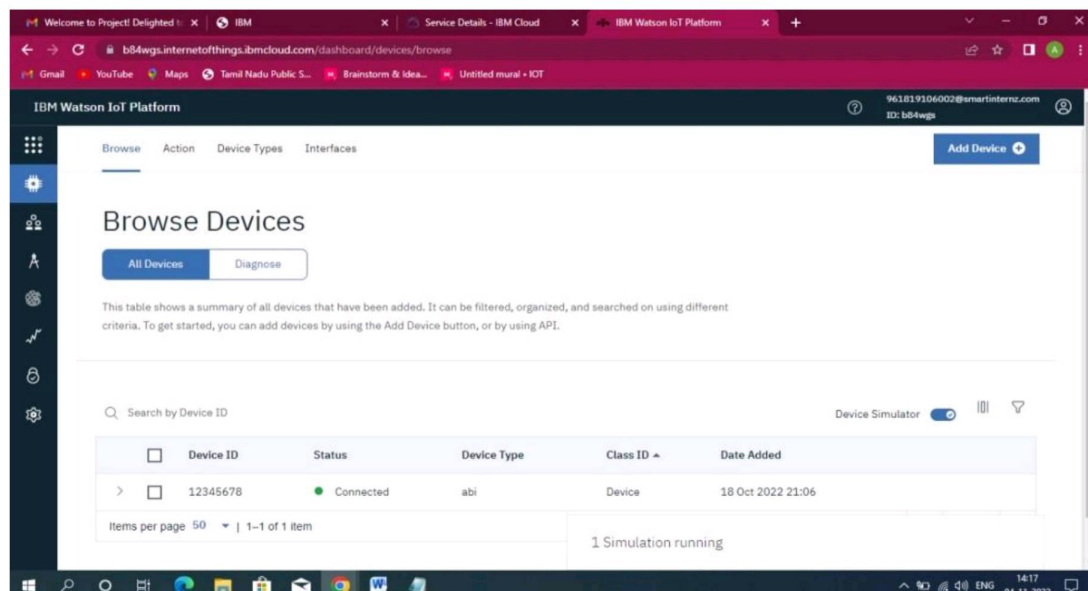 Welcome to Project! Delighted t
IBM
Service Details - IBM Cloud
IBM Watson IoT Platform
b84wgs.internetofthings.ibmcloud.com/dashboard/devices/browse
Gmail YouTube Maps Tamil Nadu Public S... Brainstorm & Idea... Untitled mural • IOT
IBM Watson IoT Platform
961819106002@smartinternz.com
ID: b84wgs
Browse Action Device Types Interfaces
Add Device
Browse Devices
All Devices Diagnose
This table shows a summary of all devices that have been added. It can be filtered, organized, and searched on using different
criteria. To get started, you can add devices by using the Add Device button, or by using API.
Search by Device ID
Device Simulator
Device ID Status Device Type Class ID Date Added
12345678 Connected abi Device 18 Oct 2022 21:06
Items per page 50 | 1–1 of 1 item
1 Simulation running
ENG
14:17